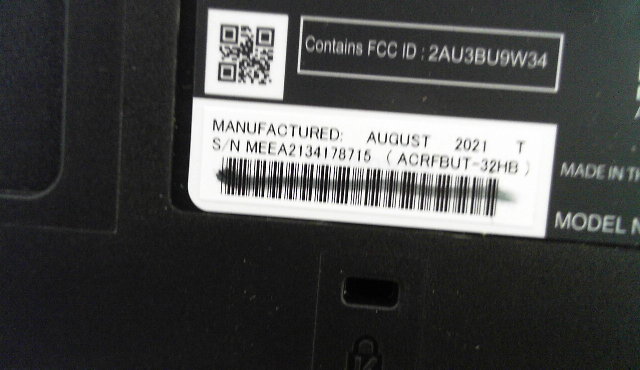 Contains FCC ID : 2AU3BU9W34
MANUFACTURED: AUGUST 2021 T
S/N MEEA2134178715 ( ACRFBUT-32HB )
MADE IN
MODEL